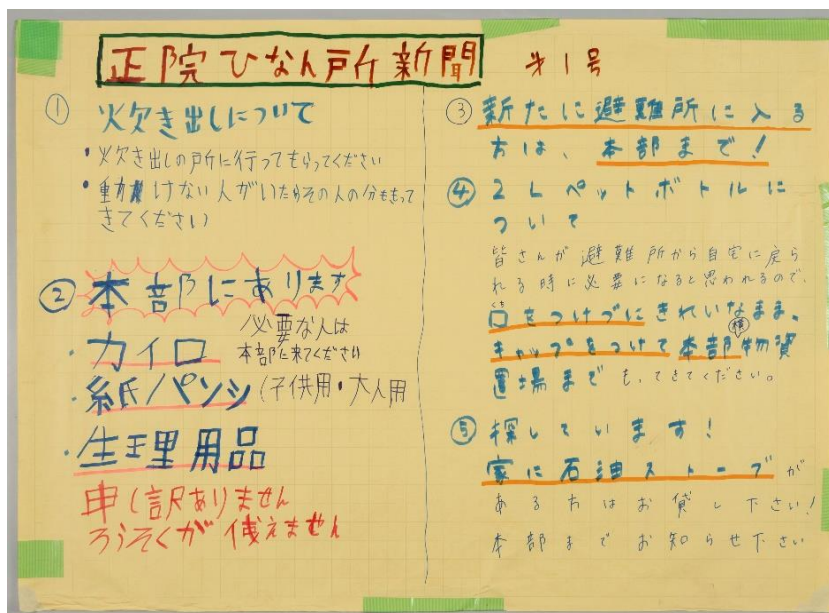 正院ひなん所新聞 才1号
① 火欠き出しについて
・火欠き出しの所に行ってもらってください
・動けない人がいたらその人の分ももって
きてください
② 本部にあります
・カイロ
必要な人は
本部に来てください
・紙パンツ(子供用・大人用
・生理用品
申し訳ありません
ろうそくが使えません
③ 新たに避難所に入る
方は、本部まで!
④ 2Lペットボトルに
ついて
皆さんが避難所から自宅に戻ら
れる時に必要になると思われるので、
口をつけづにきれいなまま、
キャップをつけて本部横物資
置場までもってきてください。
⑤ 探しています!
家に石油ストーブが
ある方はお貸し下さい!
本部までお知らせ下さい